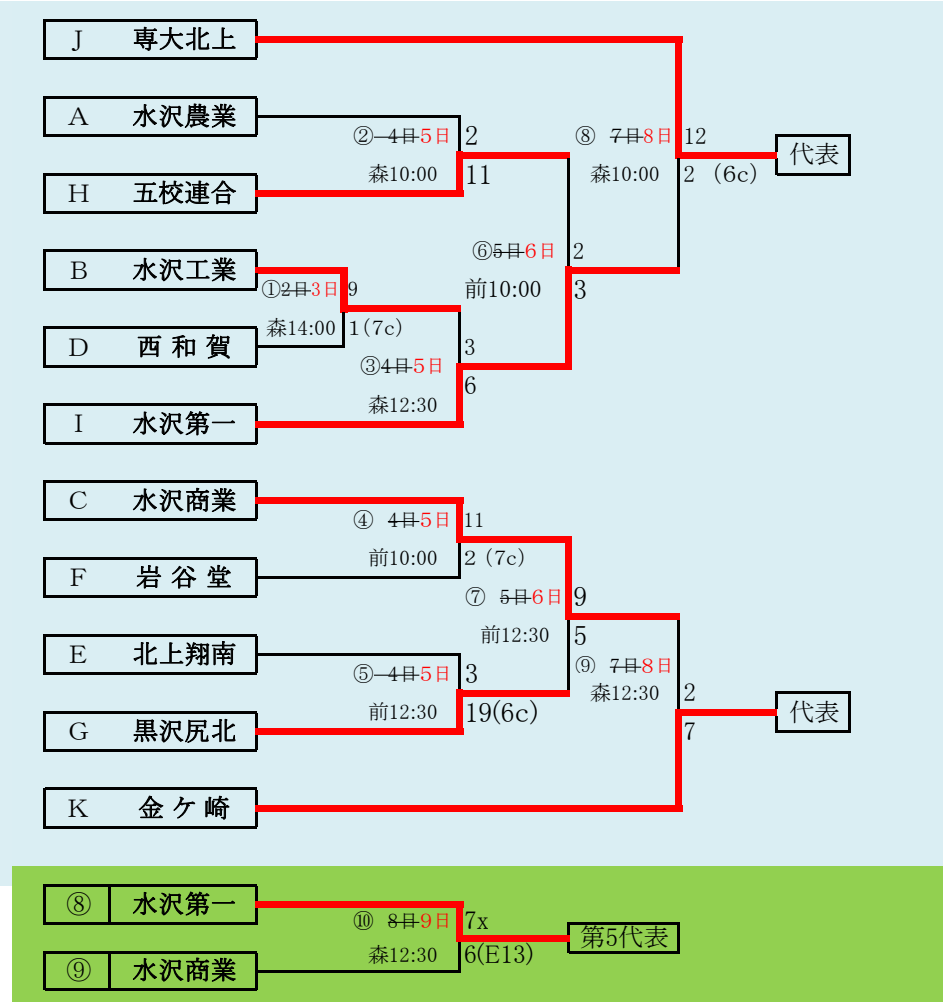 J 専大北上
A 水沢農業
②4日5日 2
⑧ 7日8日 12
代表
森10:00 11
森10:00 2 (6c)
H 五校連合
⑥5日6日 2
B 水沢工業
①2日3日 9
前10:00 3
森14:00 1(7c)
D 西和賀
3
③4日5日
6
森12:30
I 水沢第一
C 水沢商業
④ 4日5日 11
前10:00 2 (7c)
F 岩谷堂
⑦ 5日6日 9
前12:30 5
E 北上翔南
⑤4日5日 3
⑨ 7日8日
森12:30 2
前12:30 19(6c)
代表
G 黒沢尻北
7
K 金ケ崎
⑧ 水沢第一
⑩ 8日9日 7x
第5代表
森12:30 6(E13)
⑨ 水沢商業